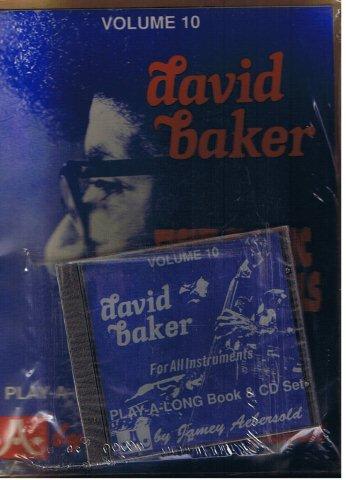 VOLUME 10
david
baker
VOLUME 10
david
baker
For All Instruments
PLAY-A-LONG Book & CD Set
by Jamey Aebersold
PLAY-A